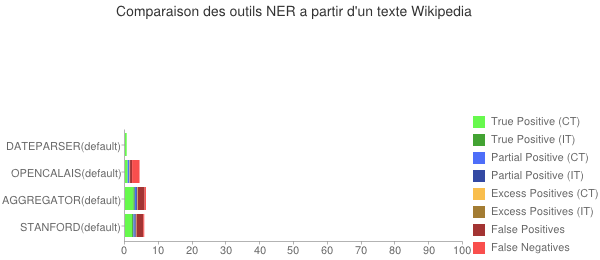 Comparaison des outils NER a partir d'un texte Wikipedia
DATEPARSER(default)
OPENCALAIS(default)
AGGREGATOR(default)
STANFORD(default)
0 10 20 30 40 50 60 70 80 90 100
True Positive (CT)
True Positive (IT)
Partial Positive (CT)
Partial Positive (IT)
Excess Positives (CT)
Excess Positives (IT)
False Positives
False Negatives